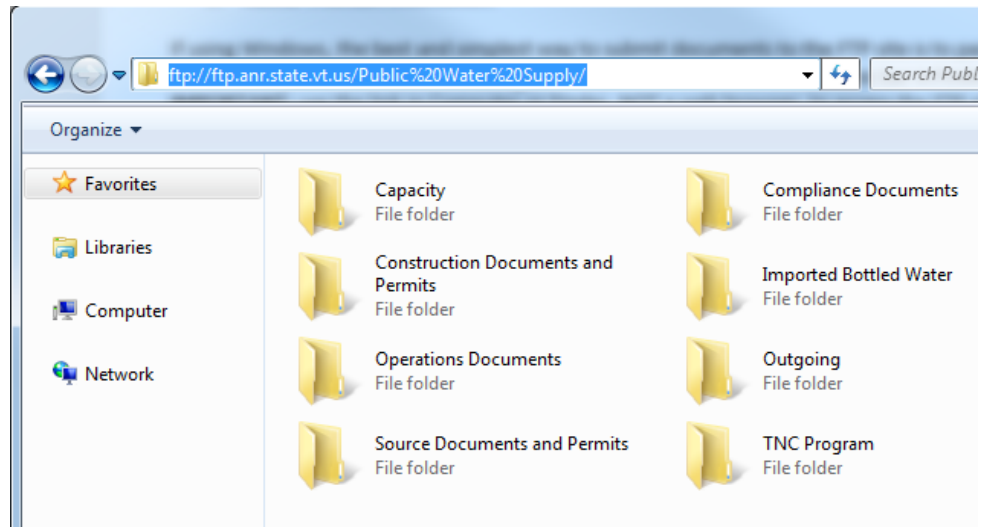 ftp://ftp.anr.state.vt.us/Public%20Water%20Supply/
Search Publ
Organize
Favorites
Libraries
Computer
Network
Capacity
File folder
Compliance Documents
File folder
Construction Documents and
Permits
File folder
Imported Bottled Water
File folder
Operations Documents
File folder
Outgoing
File folder
Source Documents and Permits
File folder
TNC Program
File folder